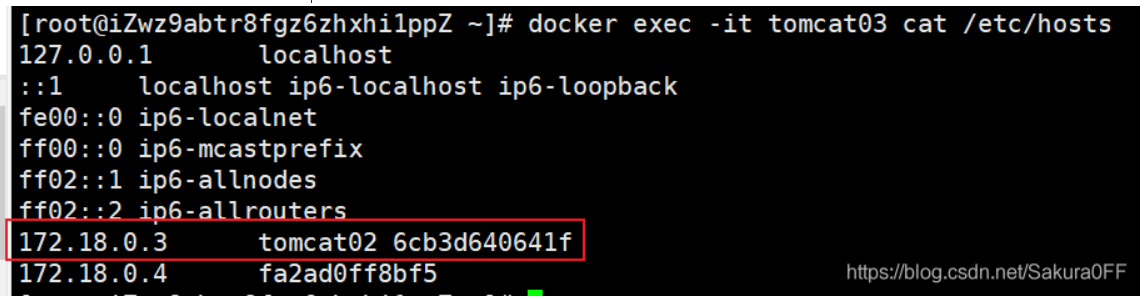 [root@iZwz9abtr8fgz6zhxhi1ppZ ~]# docker exec -it tomcat03 cat /etc/hosts
127.0.0.1 localhost
::1 localhost ip6-localhost ip6-loopback
fe00::0 ip6-localnet
ff00::0 ip6-mcastprefix
ff02::1 ip6-allnodes
ff02::2 ip6-allrouters
172.18.0.3 tomcat02 6cb3d640641f
172.18.0.4 fa2ad0ff8bf5
https://blog.csdn.net/Sakura0FF